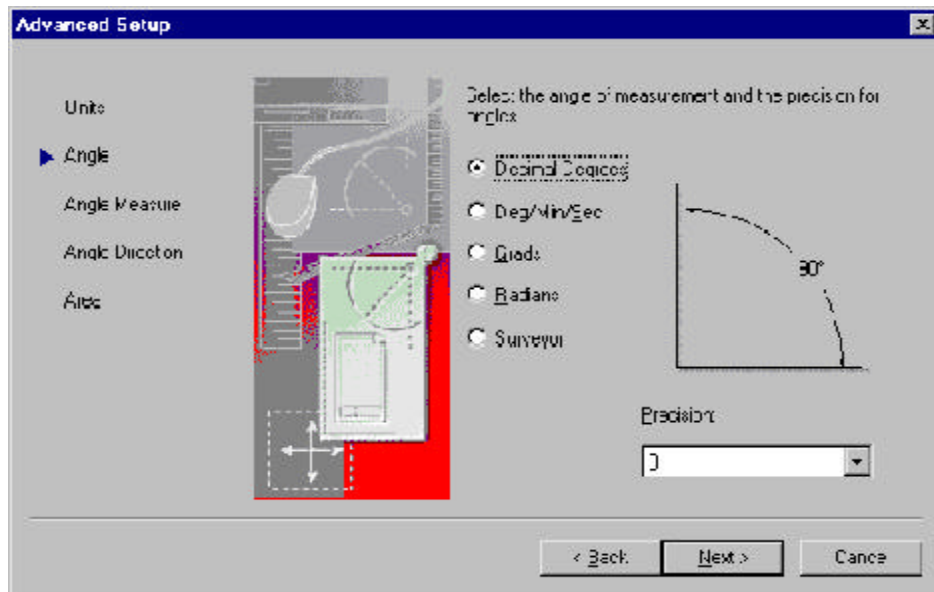 Advanced Setup
Units
Angle
Angle Measure
Angle Direction
Area
Select the angle of measurement and the precision for
angles
Decimal Degrees
Deg/Min/Sec
Grads
Radians
Surveyor
90°
Precision:
0
< Back
Next >
Cancel